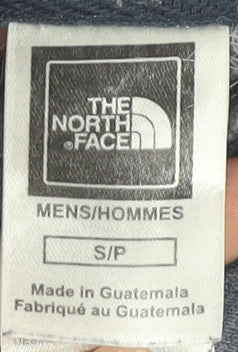 THE
NORTH
FACE
MENS/HOMMES
S/P
Made in Guatemala
Fabriqué au Guatemala